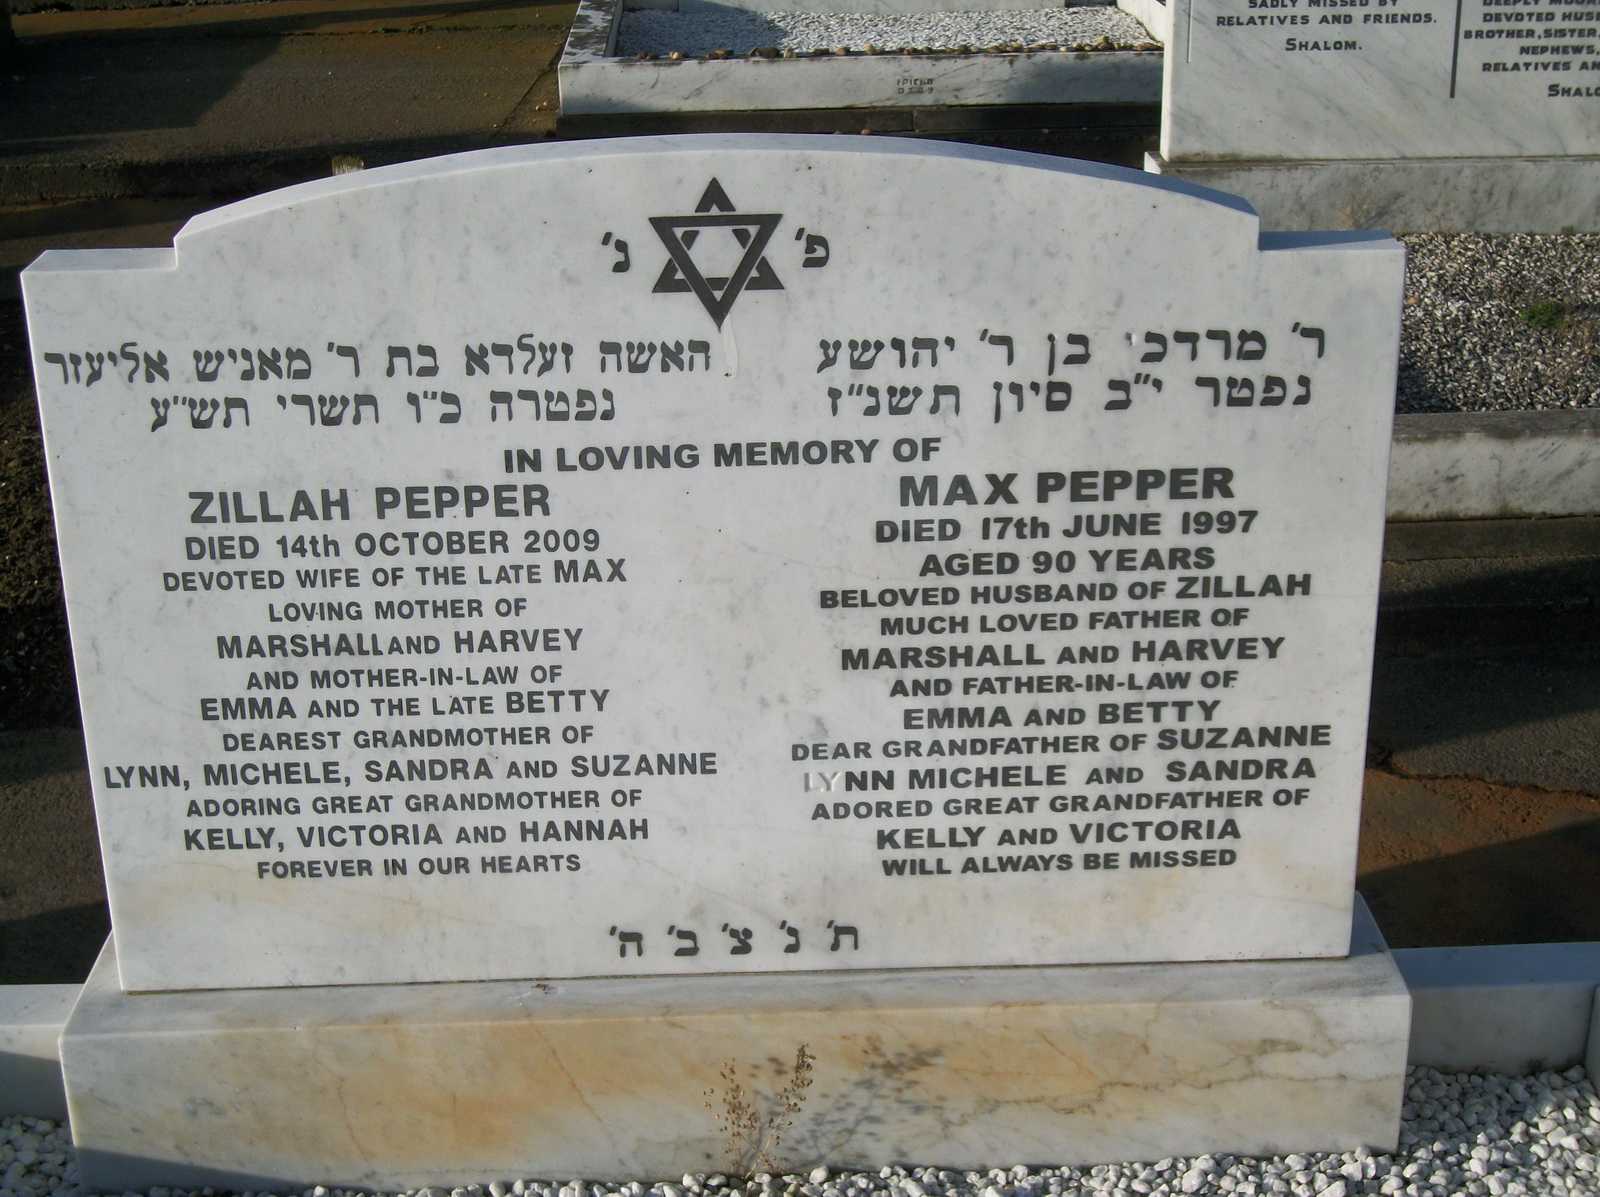 SADLY MISSED BY
RELATIVES AND FRIENDS.
SHALOM.
DEVOTED
BROTHER, SISTER,
NEPHEWS,
RELATIVES
פ' נ'
ר' מרדכי בן ר' יהושע
נפטר י"ב סיון תשנ"ז
האשה זעלדא בת ר' מאניש אליעזר
נפטרה כ"ו תשרי תש"ע
IN LOVING MEMORY OF
ZILLAH PEPPER
DIED 14th OCTOBER 2009
DEVOTED WIFE OF THE LATE MAX
LOVING MOTHER OF
MARSHALL AND HARVEY
AND MOTHER-IN-LAW OF
EMMA AND THE LATE BETTY
DEAREST GRANDMOTHER OF
LYNN, MICHELE, SANDRA AND SUZANNE
ADORING GREAT GRANDMOTHER OF
KELLY, VICTORIA AND HANNAH
FOREVER IN OUR HEARTS
MAX PEPPER
DIED 17th JUNE 1997
AGED 90 YEARS
BELOVED HUSBAND OF ZILLAH
MUCH LOVED FATHER OF
MARSHALL AND HARVEY
AND FATHER-IN-LAW OF
EMMA AND BETTY
DEAR GRANDFATHER OF SUZANNE
LYNN MICHELE AND SANDRA
ADORED GREAT GRANDFATHER OF
KELLY AND VICTORIA
WILL ALWAYS BE MISSED
ת' נ' צ' ב' ה'